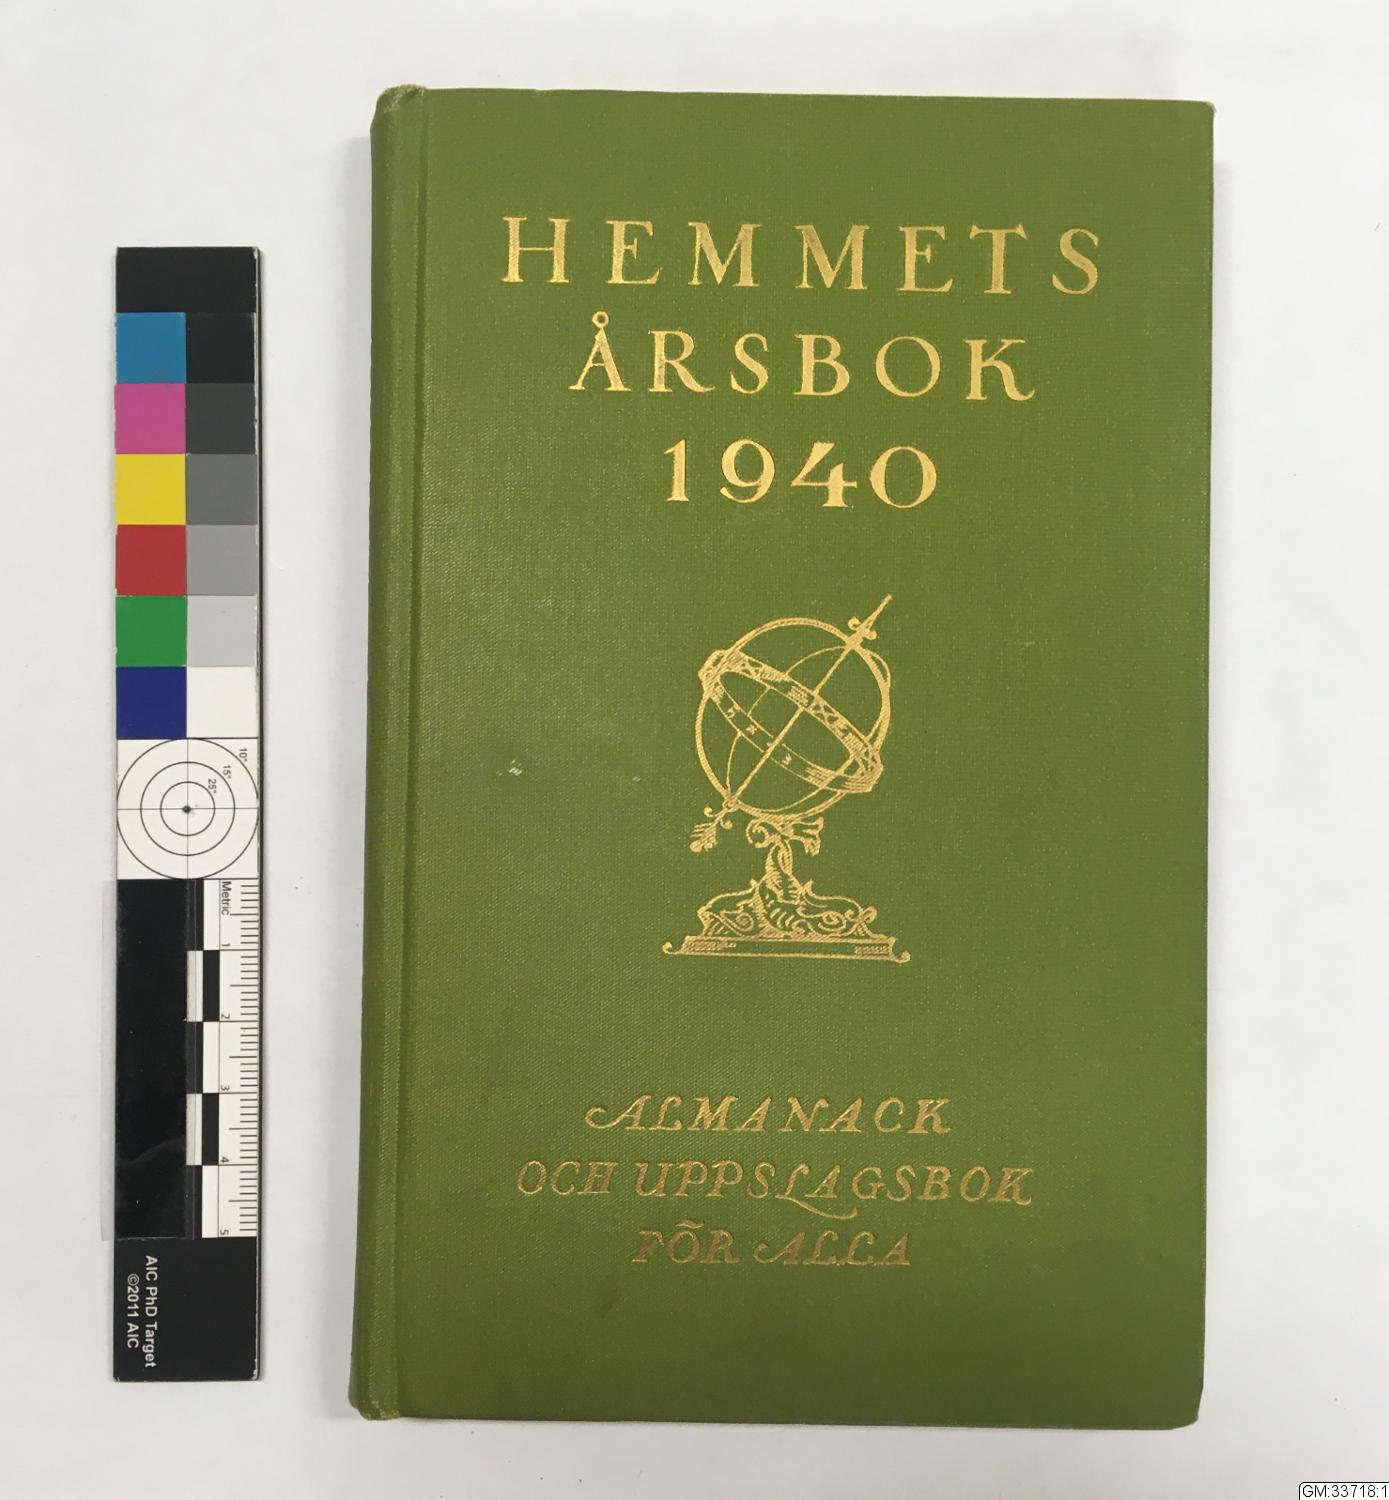 HEMMETS
ÅRSBOK
1940
ALMANACK
OCH UPPSLAGSBOK
FÖR ALLA
10°
15°
25°
Metric
1
2
3
4
5
AIC PhD Target
©2011 AIC
GM:33718:1